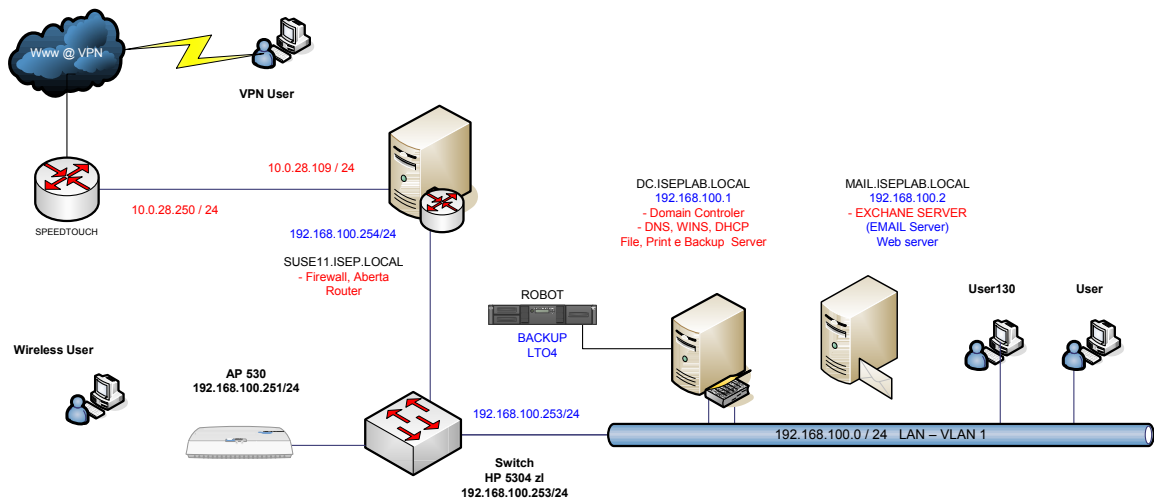 Www @ VPN
VPN User
10.0.28.109 / 24
10.0.28.250 / 24
SPEEDTOUCH
192.168.100.254/24
SUSE11.ISEP.LOCAL
- Firewall, Aberta
Router
DC.ISEPLAB.LOCAL
192.168.100.1
- Domain Controler
- DNS, WINS, DHCP
File, Print e Backup Server
MAIL.ISEPLAB.LOCAL
192.168.100.2
- EXCHANE SERVER
(EMAIL Server)
Web server
ROBOT
BACKUP
LTO4
User130
User
Wireless User
AP 530
192.168.100.251/24
192.168.100.253/24
192.168.100.0 / 24 LAN – VLAN 1
Switch
HP 5304 zl
192.168.100.253/24